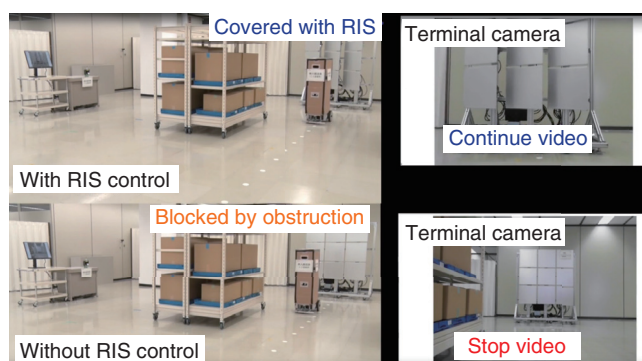 Covered with RIS
Terminal camera
Continue video
With RIS control
Blocked by obstruction
Terminal camera
Without RIS control
Stop video